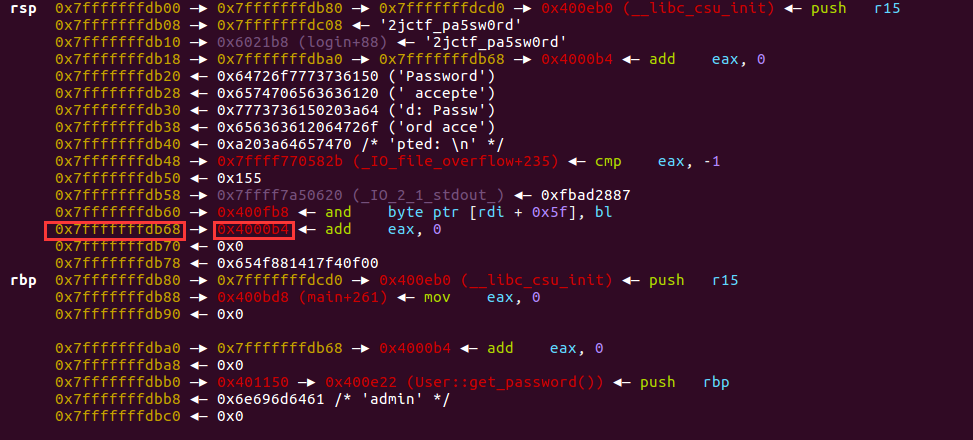 rsp 0x7fffffffdb00 —▸ 0x7fffffffdb80 —▸ 0x7fffffffdcd0 —▸ 0x400eb0 (__libc_csu_init) ◂— push r15
0x7fffffffdb08 —▸ 0x7fffffffdc08 ◂— '2jctf_pa5sw0rd'
0x7fffffffdb10 —▸ 0x6021b8 (login+88) ◂— '2jctf_pa5sw0rd'
0x7fffffffdb18 —▸ 0x7fffffffdba0 —▸ 0x7fffffffdb68 —▸ 0x4000b4 ◂— add eax, 0
0x7fffffffdb20 ◂— 0x64726f7773736150 ('Password')
0x7fffffffdb28 ◂— 0x6574706563636120 (' accepte')
0x7fffffffdb30 ◂— 0x7773736150203a64 ('d: Passw')
0x7fffffffdb38 ◂— 0x656363612064726f ('ord acce')
0x7fffffffdb40 ◂— 0xa203a64657470 /* 'pted: \n' */
0x7fffffffdb48 —▸ 0x7ffff770582b (_IO_file_overflow+235) ◂— cmp eax, -1
0x7fffffffdb50 ◂— 0x155
0x7fffffffdb58 —▸ 0x7ffff7a50620 (_IO_2_1_stdout_) ◂— 0xfbad2887
0x7fffffffdb60 —▸ 0x400fb8 ◂— and byte ptr [rdi + 0x5f], bl
0x7fffffffdb68 —▸ 0x4000b4 ◂— add eax, 0
0x7fffffffdb70 ◂— 0x0
0x7fffffffdb78 ◂— 0x654f881417f40f00
rbp 0x7fffffffdb80 —▸ 0x7fffffffdcd0 —▸ 0x400eb0 (__libc_csu_init) ◂— push r15
0x7fffffffdb88 —▸ 0x400bd8 (main+261) ◂— mov eax, 0
0x7fffffffdb90 ◂— 0x0
0x7fffffffdba0 —▸ 0x7fffffffdb68 —▸ 0x4000b4 ◂— add eax, 0
0x7fffffffdba8 ◂— 0x0
0x7fffffffdbb0 —▸ 0x401150 —▸ 0x400e22 (User::get_password()) ◂— push rbp
0x7fffffffdbb8 ◂— 0x6e696d6461 /* 'admin' */
0x7fffffffdbc0 ◂— 0x0